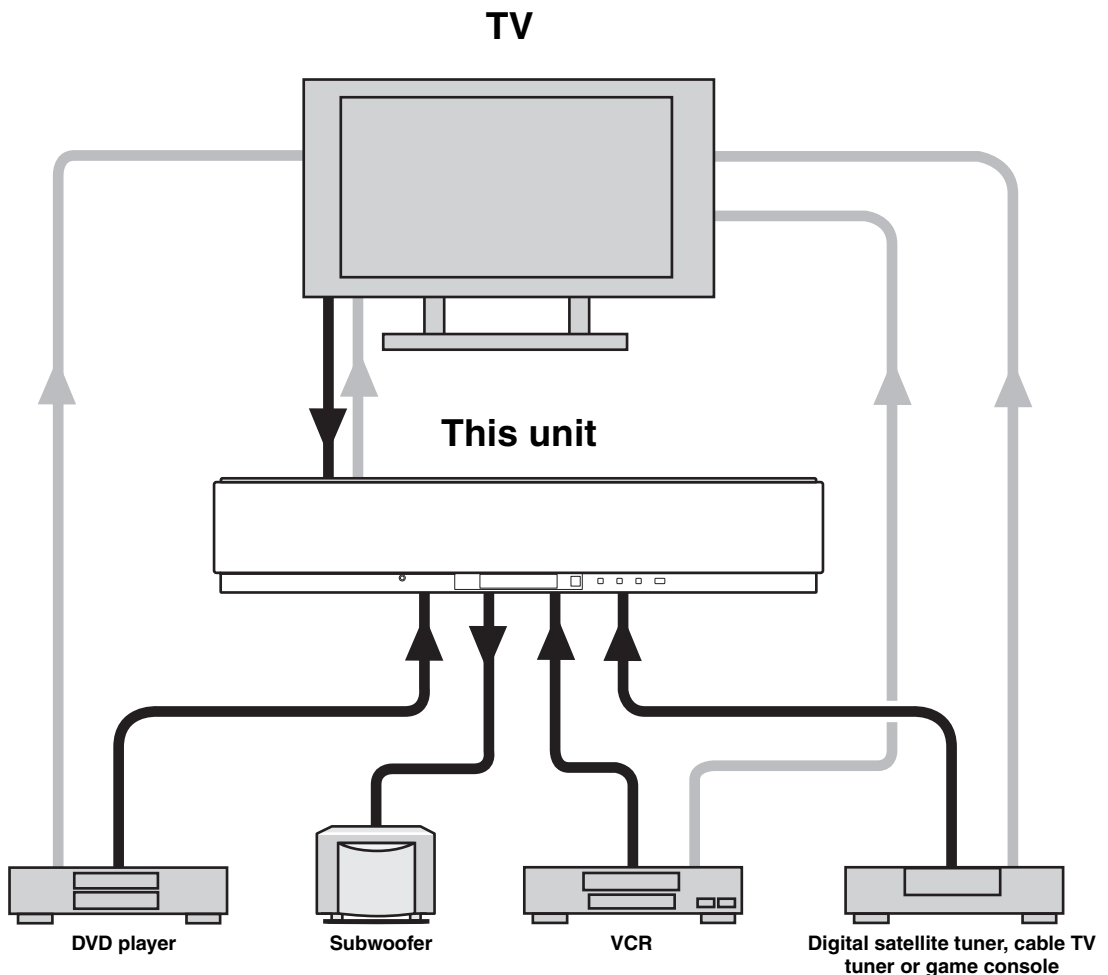 TV
This unit
DVD player
Subwoofer
VCR
Digital satellite tuner, cable TV
tuner or game console